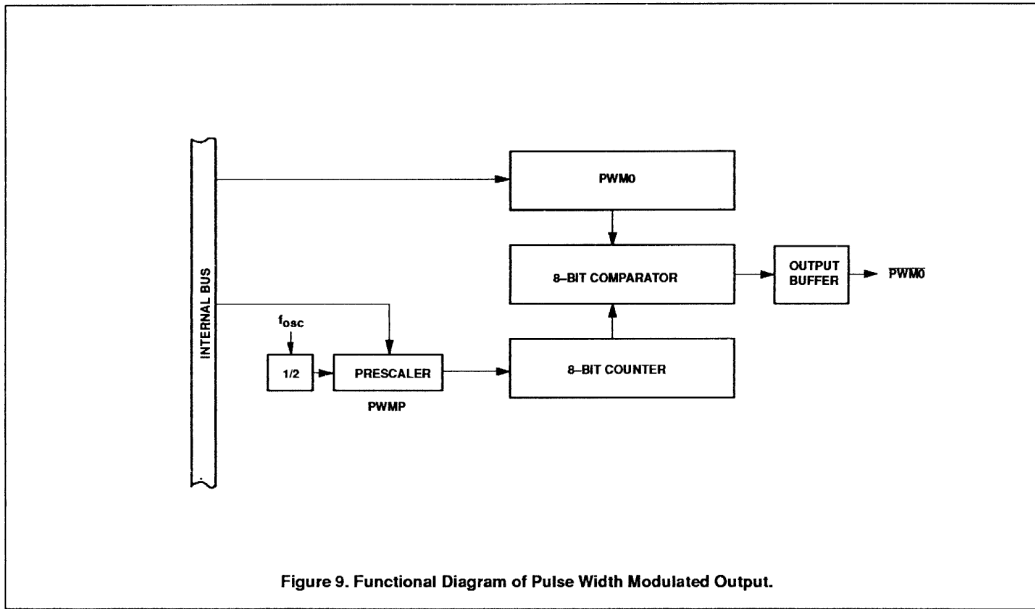 PWM0
INTERNAL BUS
8–BIT COMPARATOR
OUTPUT
BUFFER
PWM0
fosc
1/2
PRESCALER
8–BIT COUNTER
PWMP
Figure 9. Functional Diagram of Pulse Width Modulated Output.